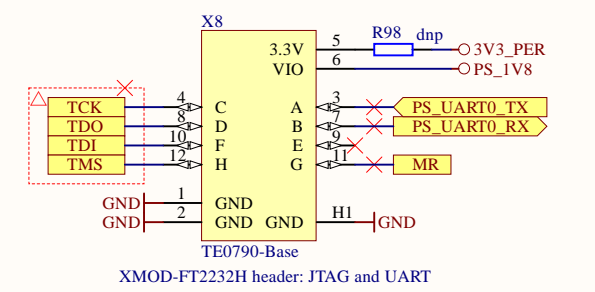 X8
R98 dnp
5
3.3V
3V3_PER
6
VIO
PS_1V8
TCK
4
C
A
3
PS_UART0_TX
TDO
8
D
B
7
PS_UART0_RX
TDI
10
F
E
9
TMS
12
H
G
11
MR
GND
1
GND
GND
2
GND
GND
H1
GND
TE0790-Base
XMOD-FT2232H header: JTAG and UART